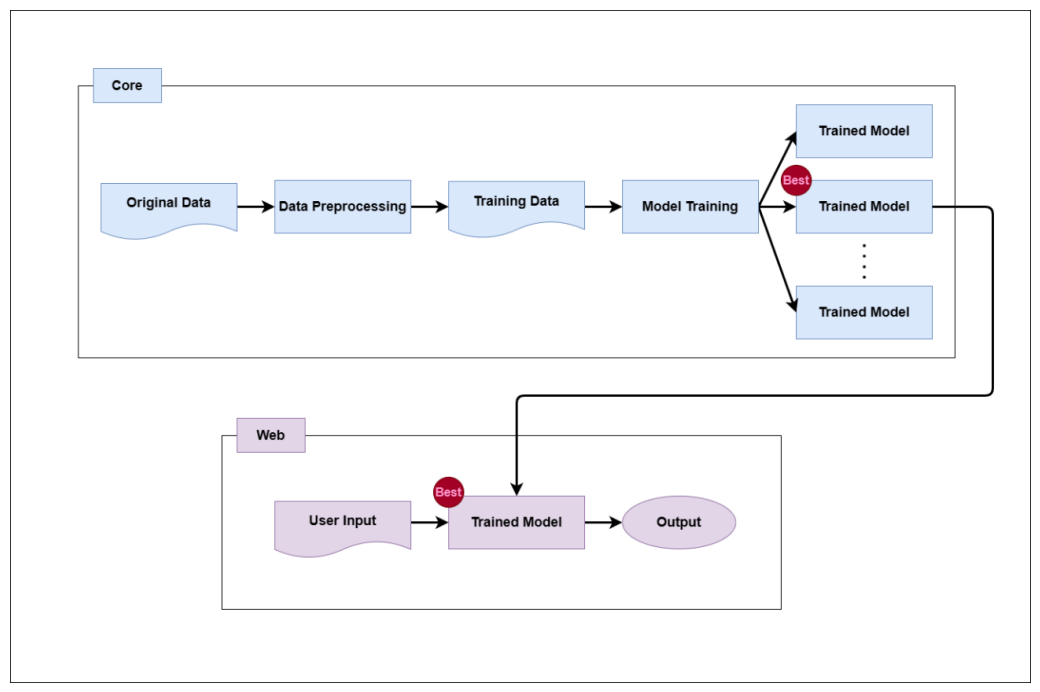 Core
Trained Model
Best
Original Data
Data Preprocessing
Training Data
Model Training
Trained Model
Trained Model
Web
Best
User Input
Trained Model
Output